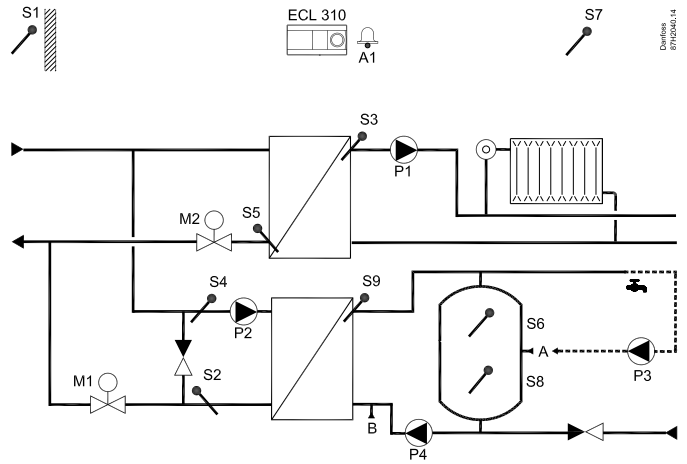 S1
ECL 310
A1
S7
Danfoss
87H2040.14
S3
P1
M2
S5
S4
S9
P2
S6
A
P3
S8
M1
S2
B
P4